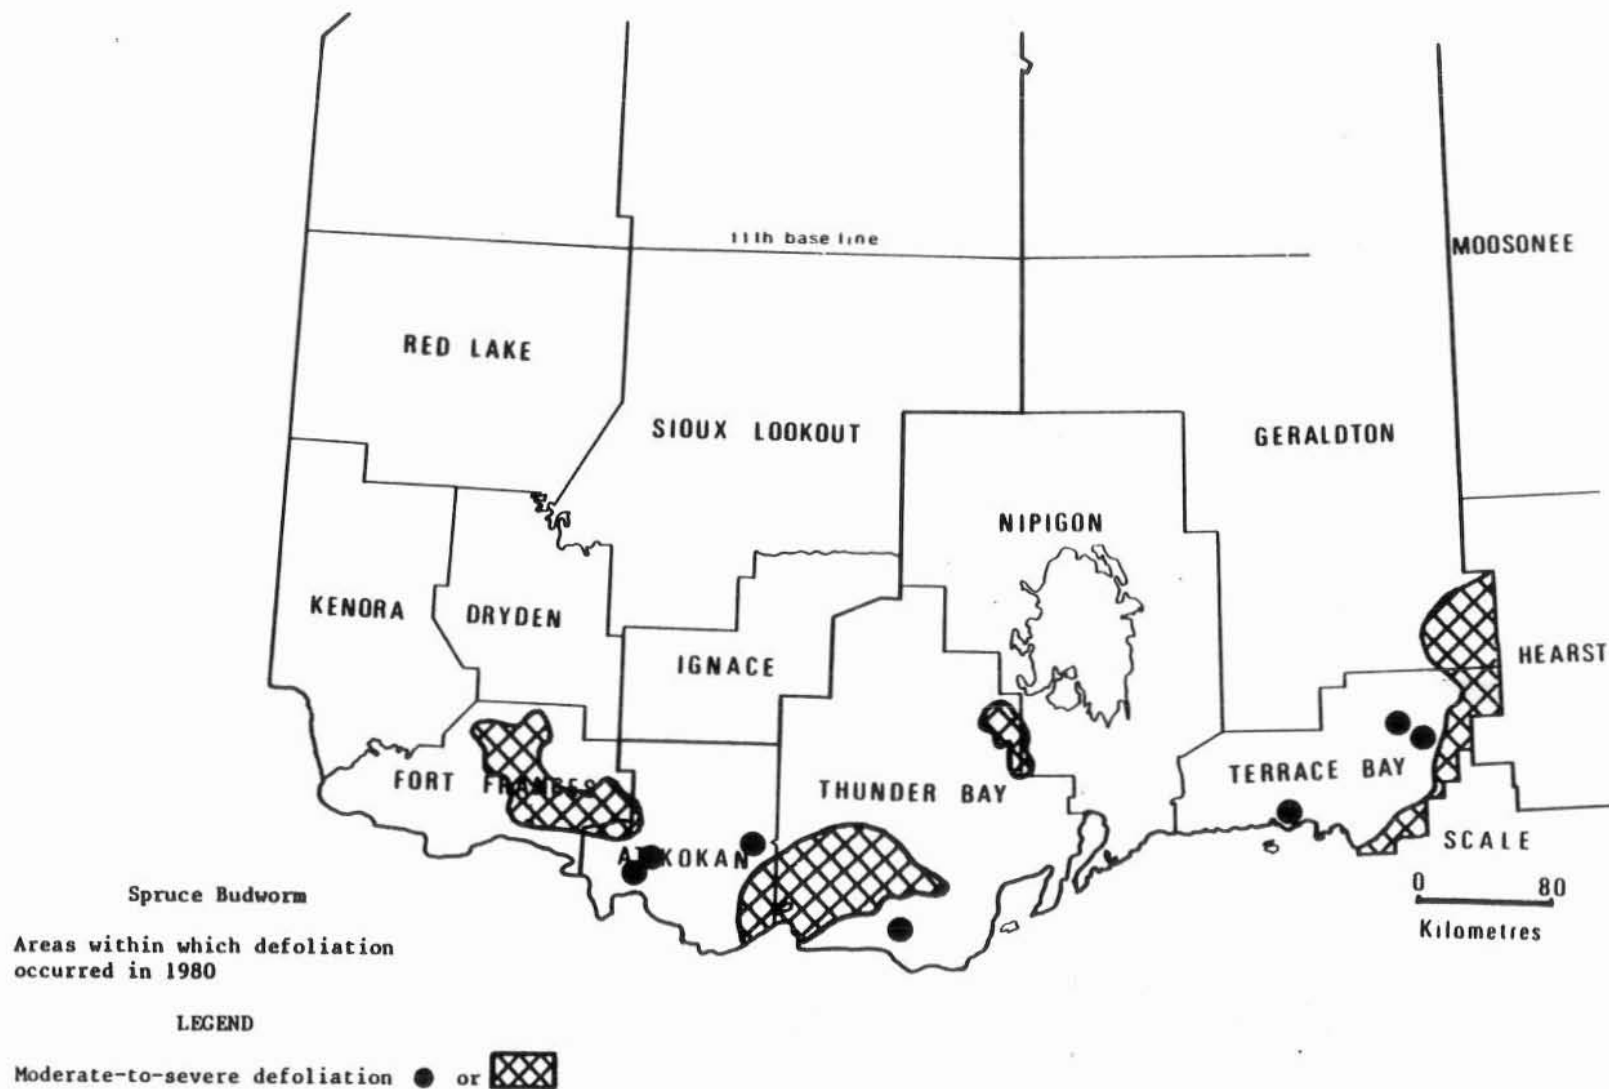 11th base line
MOOSONEE
RED LAKE
SIOUX LOOKOUT
GERALDTON
NIPIGON
KENORA
DRYDEN
IGNACE
HEARST
FORT FRANCES
THUNDER BAY
TERRACE BAY
ATIKOKAN
SCALE
0 80
Kilometres
Spruce Budworm
Areas within which defoliation
occurred in 1980
LEGEND
Moderate-to-severe defoliation or